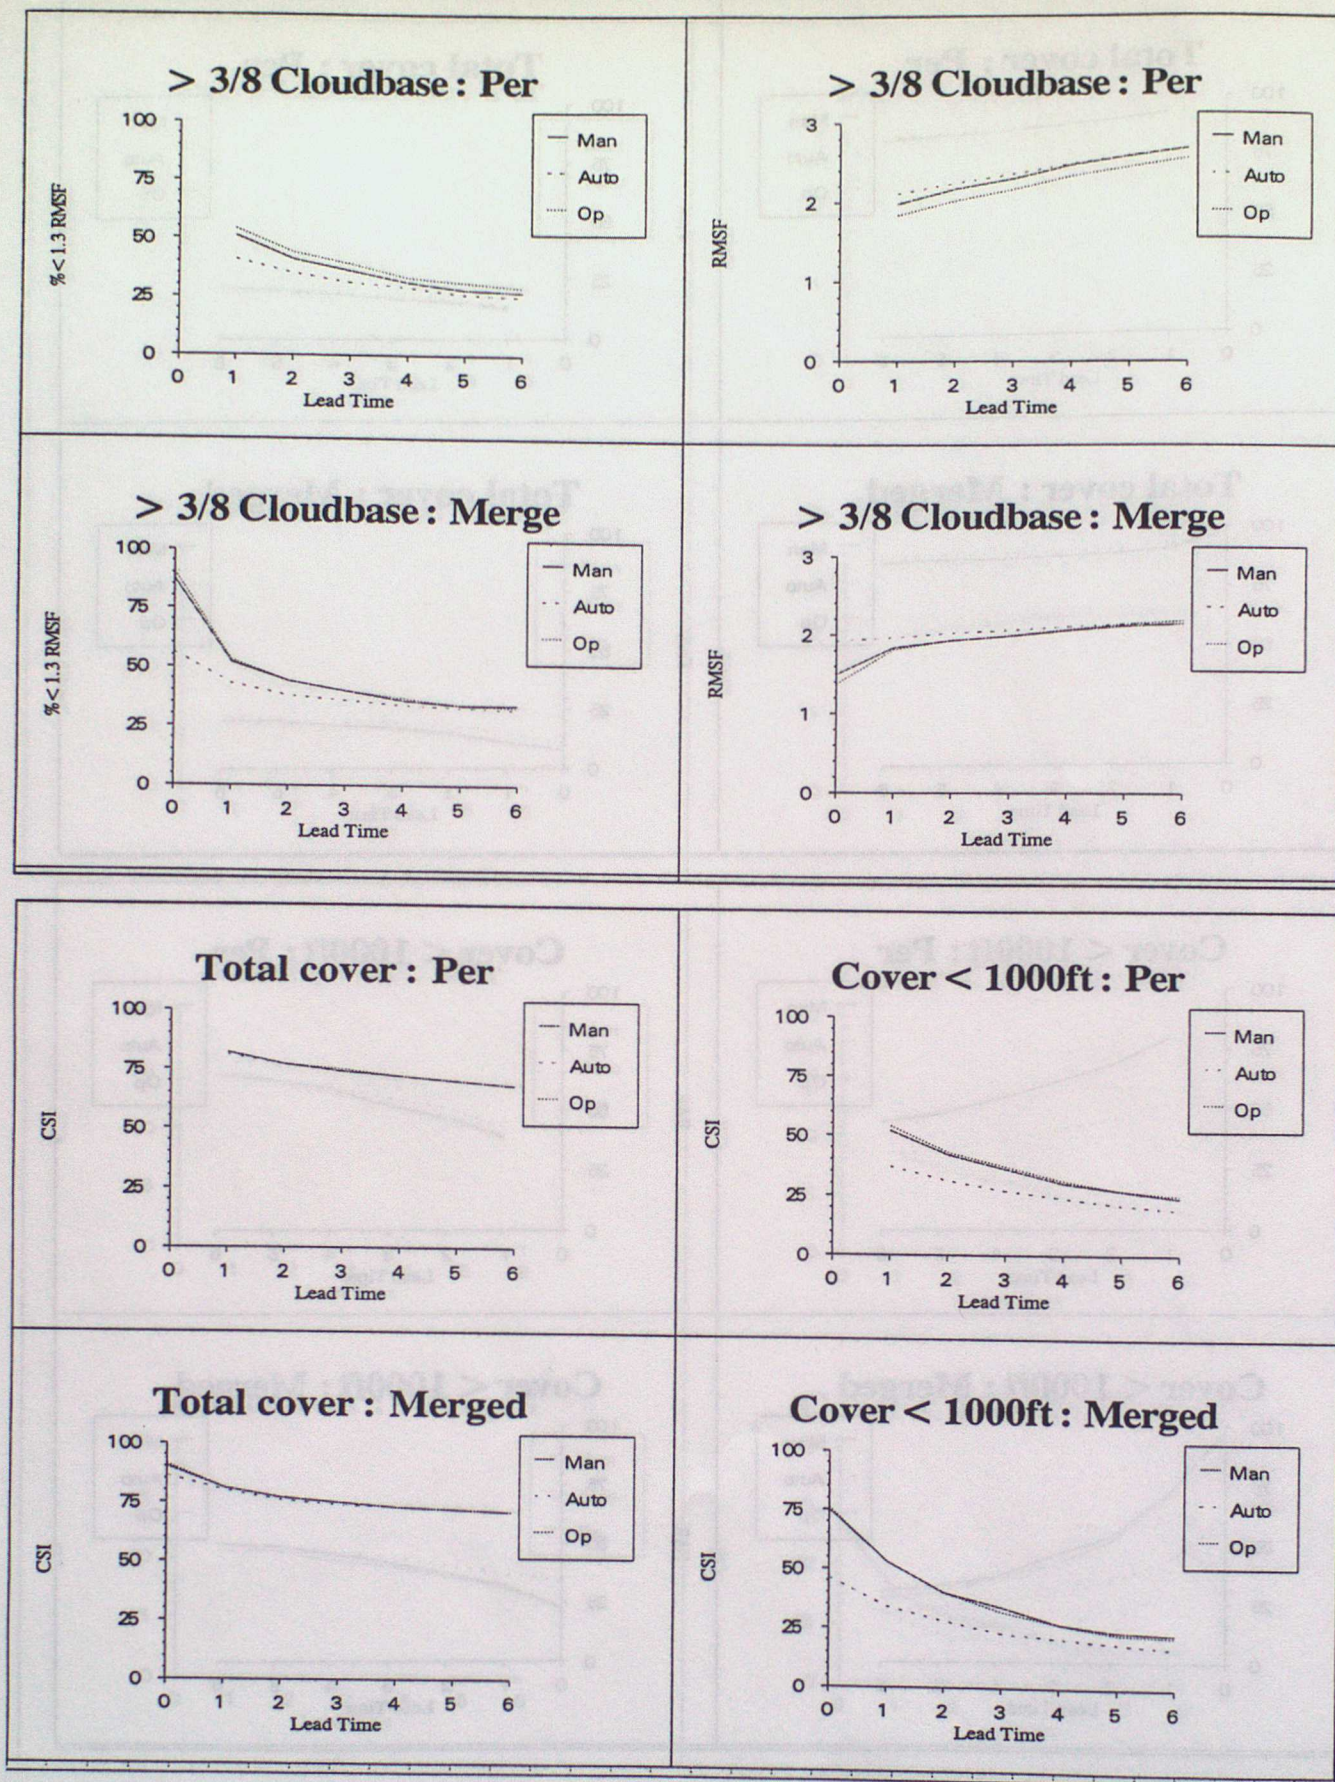 > 3/8 Cloudbase : Per
100
75
50
25
0
% < 1.3 RMSF
0 1 2 3 4 5 6
Lead Time
Man
Auto
Op
> 3/8 Cloudbase : Per
3
2
1
0
RMSF
0 1 2 3 4 5 6
Lead Time
Man
Auto
Op
> 3/8 Cloudbase : Merge
100
75
50
25
0
% < 1.3 RMSF
0 1 2 3 4 5 6
Lead Time
Man
Auto
Op
> 3/8 Cloudbase : Merge
3
2
1
0
RMSF
0 1 2 3 4 5 6
Lead Time
Man
Auto
Op
Total cover : Per
100
75
50
25
0
CSI
0 1 2 3 4 5 6
Lead Time
Man
Auto
Op
Cover < 1000ft : Per
100
75
50
25
0
CSI
0 1 2 3 4 5 6
Lead Time
Man
Auto
Op
Total cover : Merged
100
75
50
25
0
CSI
0 1 2 3 4 5 6
Lead Time
Man
Auto
Op
Cover < 1000ft : Merged
100
75
50
25
0
CSI
0 1 2 3 4 5 6
Lead Time
Man
Auto
Op